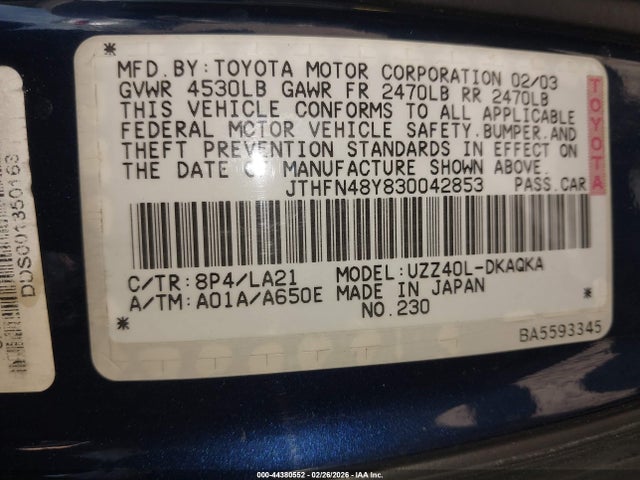 MFD.BY:TOYOTA MOTOR CORPORATION 02/03
GVWR 4530LB GAWR FR 2470LB RR 2470LB
THIS VEHICLE CONFORMS TO ALL APPLICABLE
FEDERAL MOTOR VEHICLE SAFETY,BUMPER,AND
THEFT PREVENTION STANDARDS IN EFFECT ON
THE DATE OF MANUFACTURE SHOWN ABOVE.
JTHFN48Y830042853 PASS.CAR
TOYOTA
C/TR:8P4/LA21 MODEL:UZZ40L-DKAQKA
A/TM:A01A/A650E MADE IN JAPAN
NO.230
BA5593345
000-44380552 - 02/26/2026 - IAA Inc.